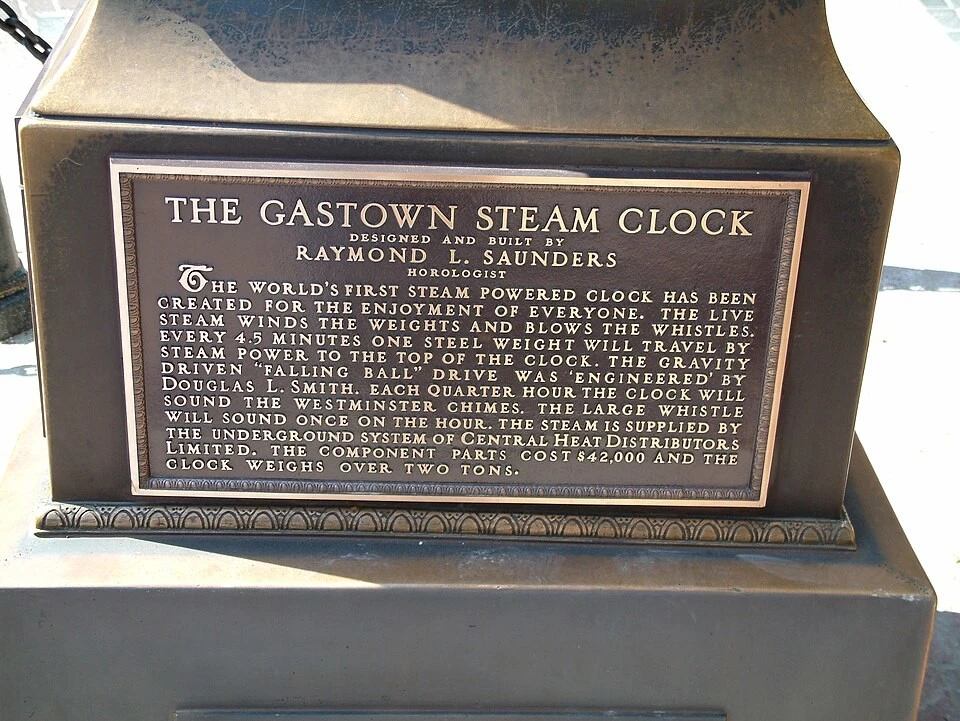 THE GASTOWN STEAM CLOCK
DESIGNED AND BUILT BY
RAYMOND L. SAUNDERS
HOROLOGIST
THE WORLD'S FIRST STEAM POWERED CLOCK HAS BEEN
CREATED FOR THE ENJOYMENT OF EVERYONE. THE LIVE
STEAM WINDS THE WEIGHTS AND BLOWS THE WHISTLES.
EVERY 4.5 MINUTES ONE STEEL WEIGHT WILL TRAVEL BY
STEAM POWER TO THE TOP OF THE CLOCK. THE GRAVITY
DRIVEN "FALLING BALL" DRIVE WAS 'ENGINEERED' BY
DOUGLAS L. SMITH. EACH QUARTER HOUR THE CLOCK WILL
SOUND THE WESTMINSTER CHIMES. THE LARGE WHISTLE
WILL SOUND ONCE ON THE HOUR. THE STEAM IS SUPPLIED BY
THE UNDERGROUND SYSTEM OF CENTRAL HEAT DISTRIBUTORS
LIMITED. THE COMPONENT PARTS COST $42,000 AND THE
CLOCK WEIGHS OVER TWO TONS.